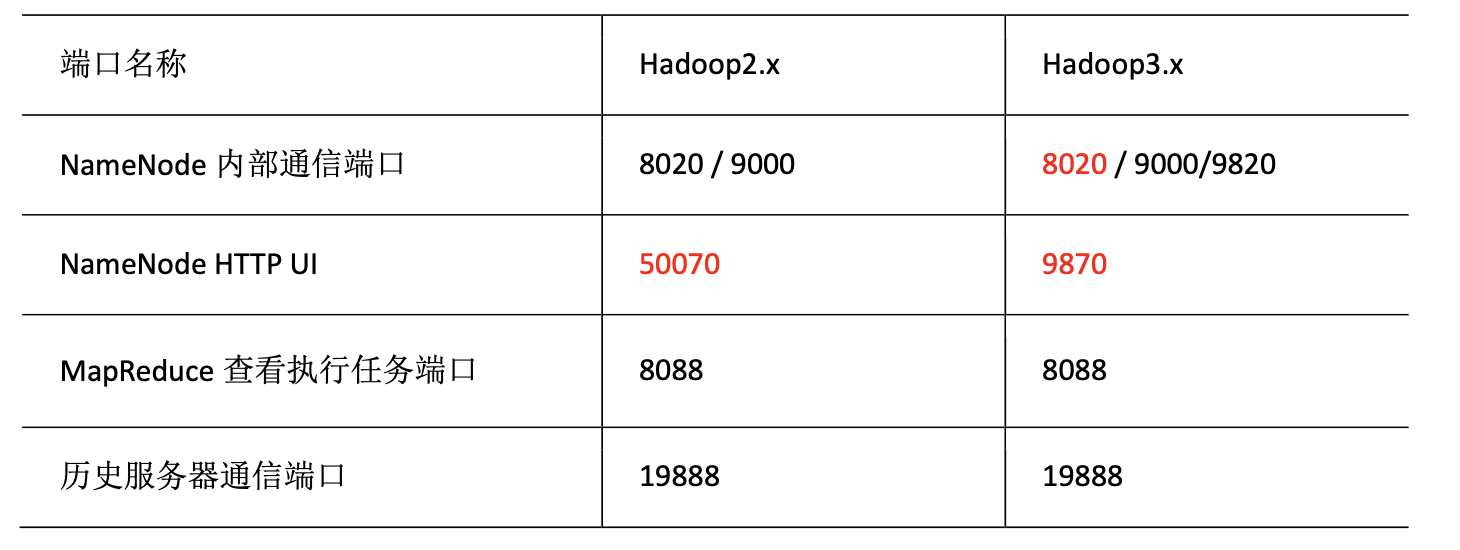 端口名称 Hadoop2.x Hadoop3.x
NameNode 内部通信端口 8020 / 9000 8020 / 9000/9820
NameNode HTTP UI 50070 9870
MapReduce 查看执行任务端口 8088 8088
历史服务器通信端口 19888 19888